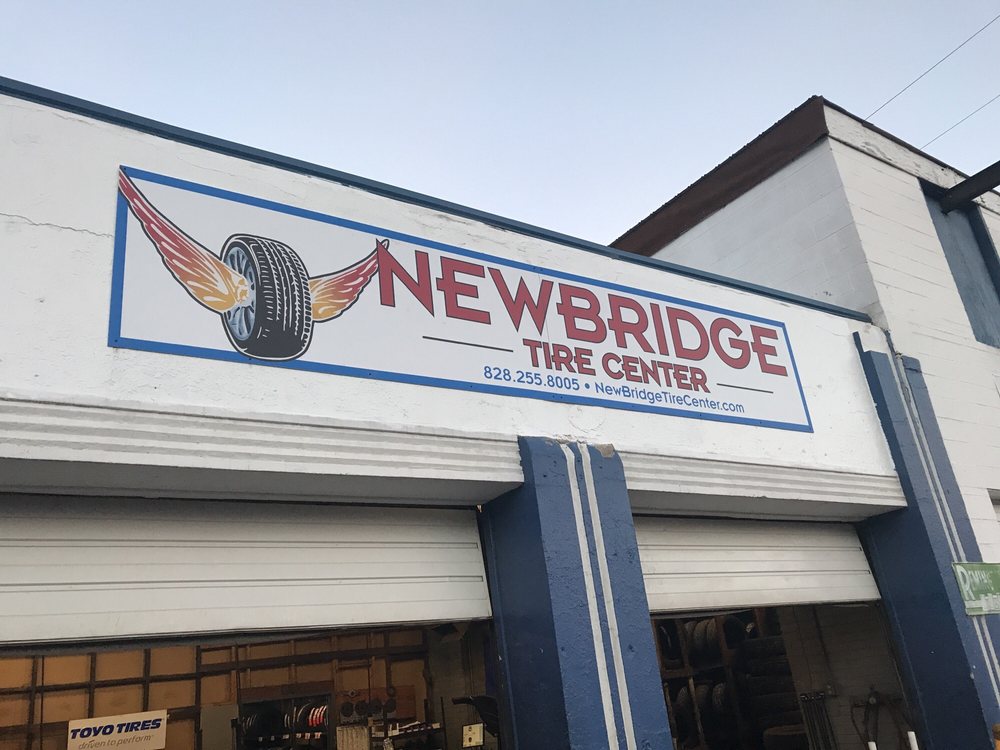 NEWBRIDGE
TIRE CENTER
828.255.8005 • NewBridgeTireCenter.com
TOYO TIRES
driven to perform